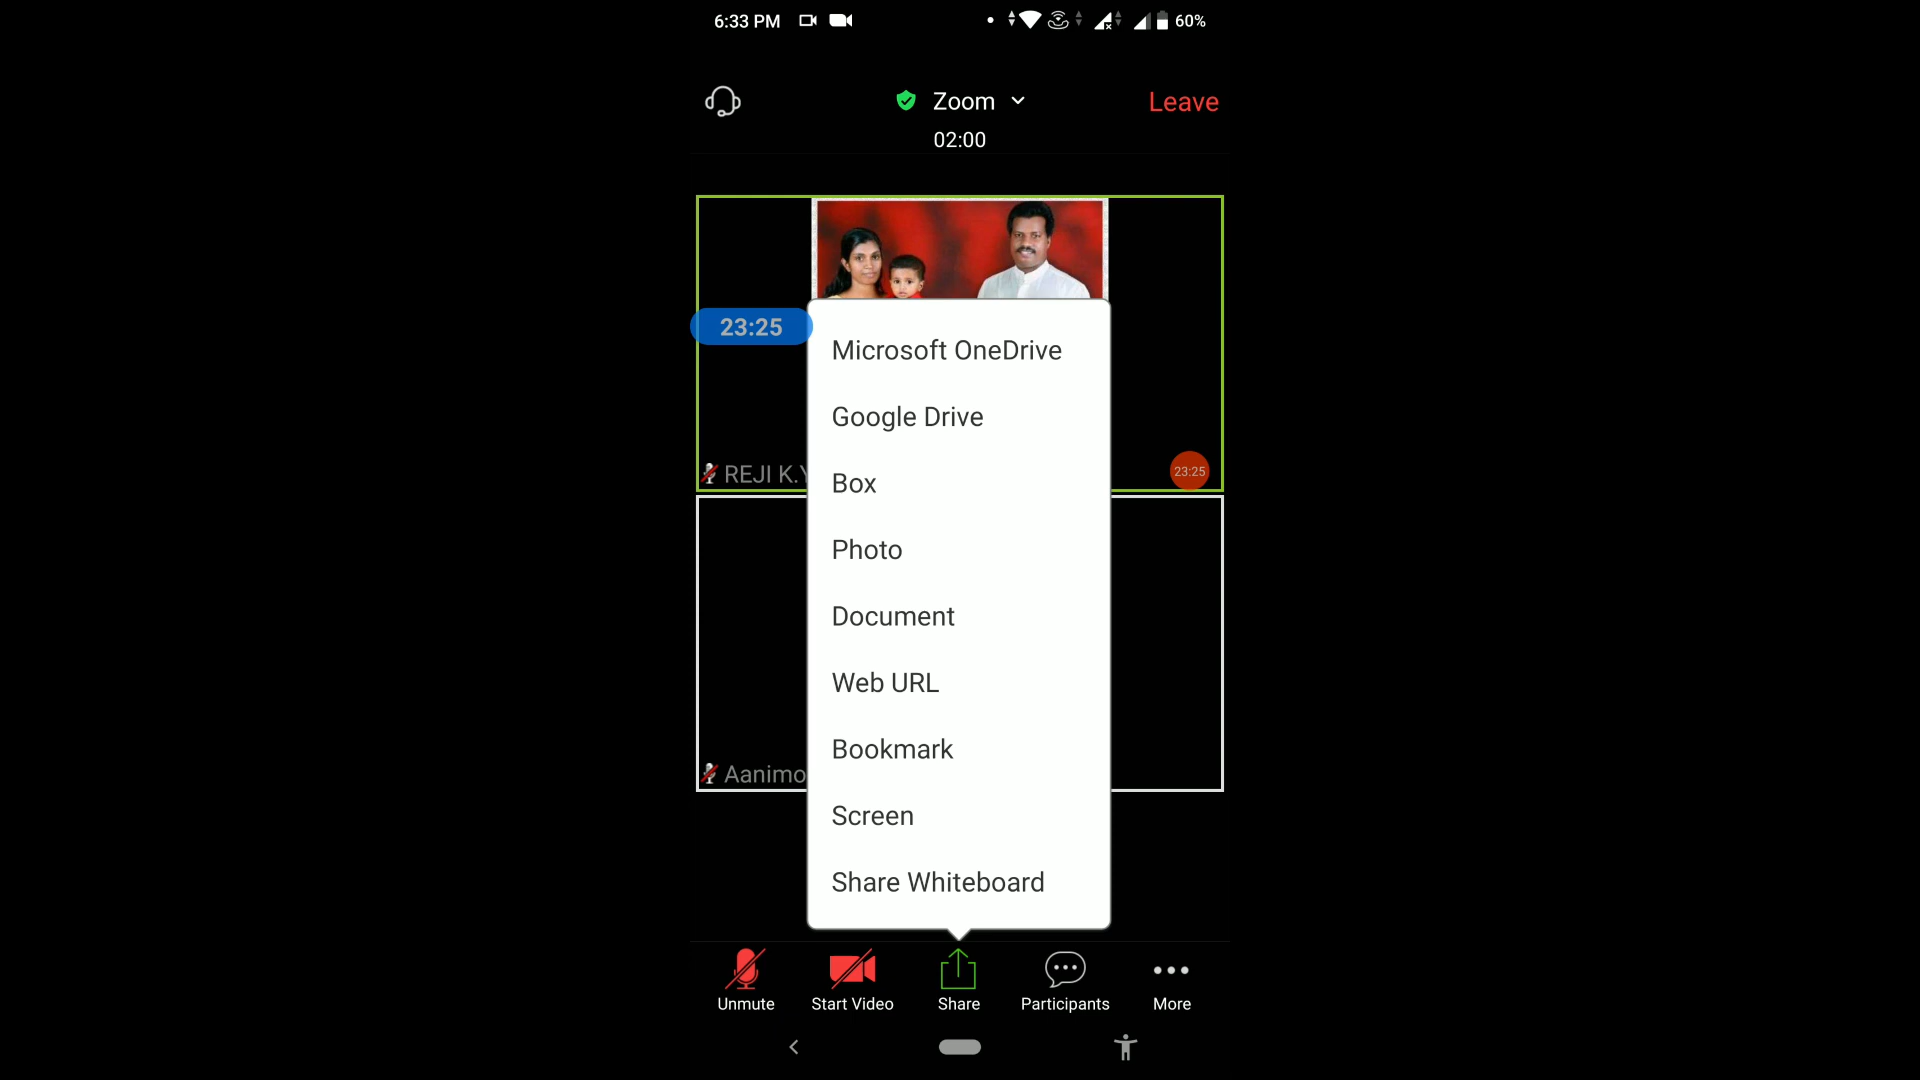 6:33 PM 60%
Zoom
Leave
02:00
23:25
Microsoft OneDrive
Google Drive
Box
REJI K.Y
23:25
Photo
Document
Web URL
Bookmark
Aanimo
Screen
Share Whiteboard
Unmute Start Video Share Participants More